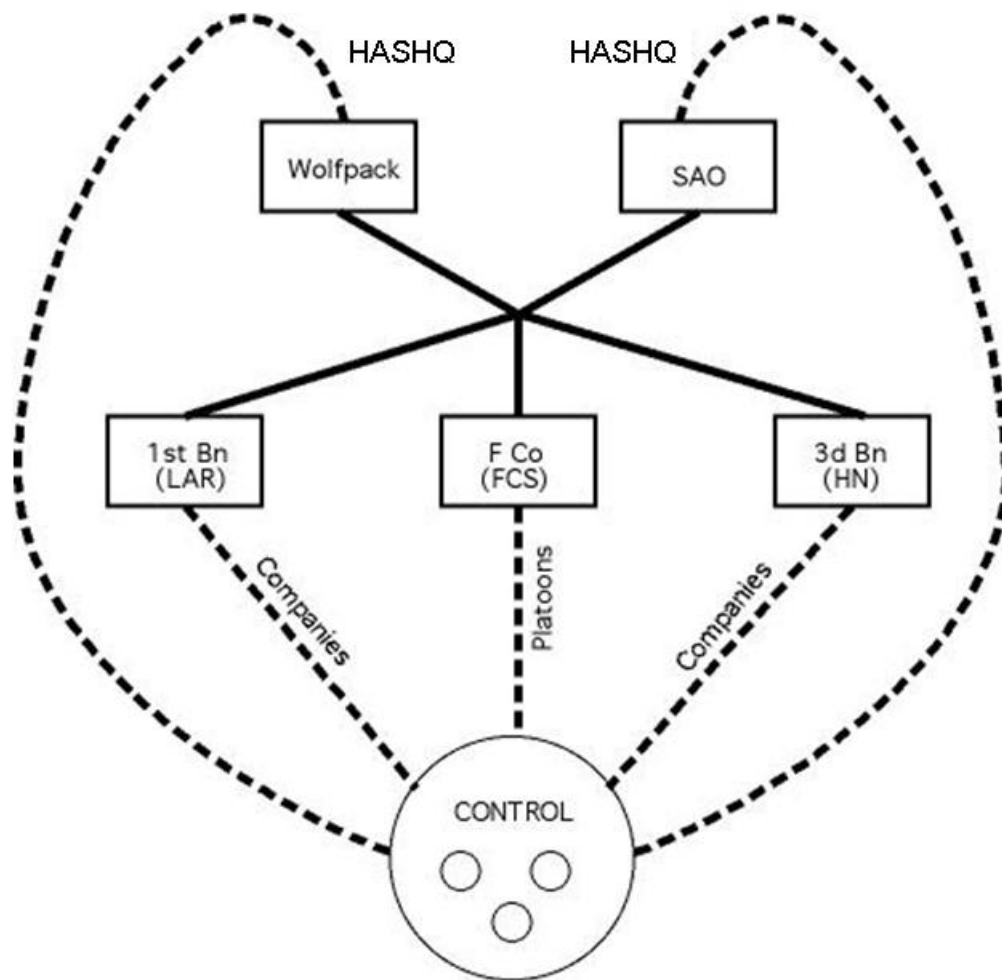 HASHQ
HASHQ
Wolfpack
SAO
1st Bn
(LAR)
F Co
(FCS)
3d Bn
(HN)
Companies
Platoons
Companies
CONTROL